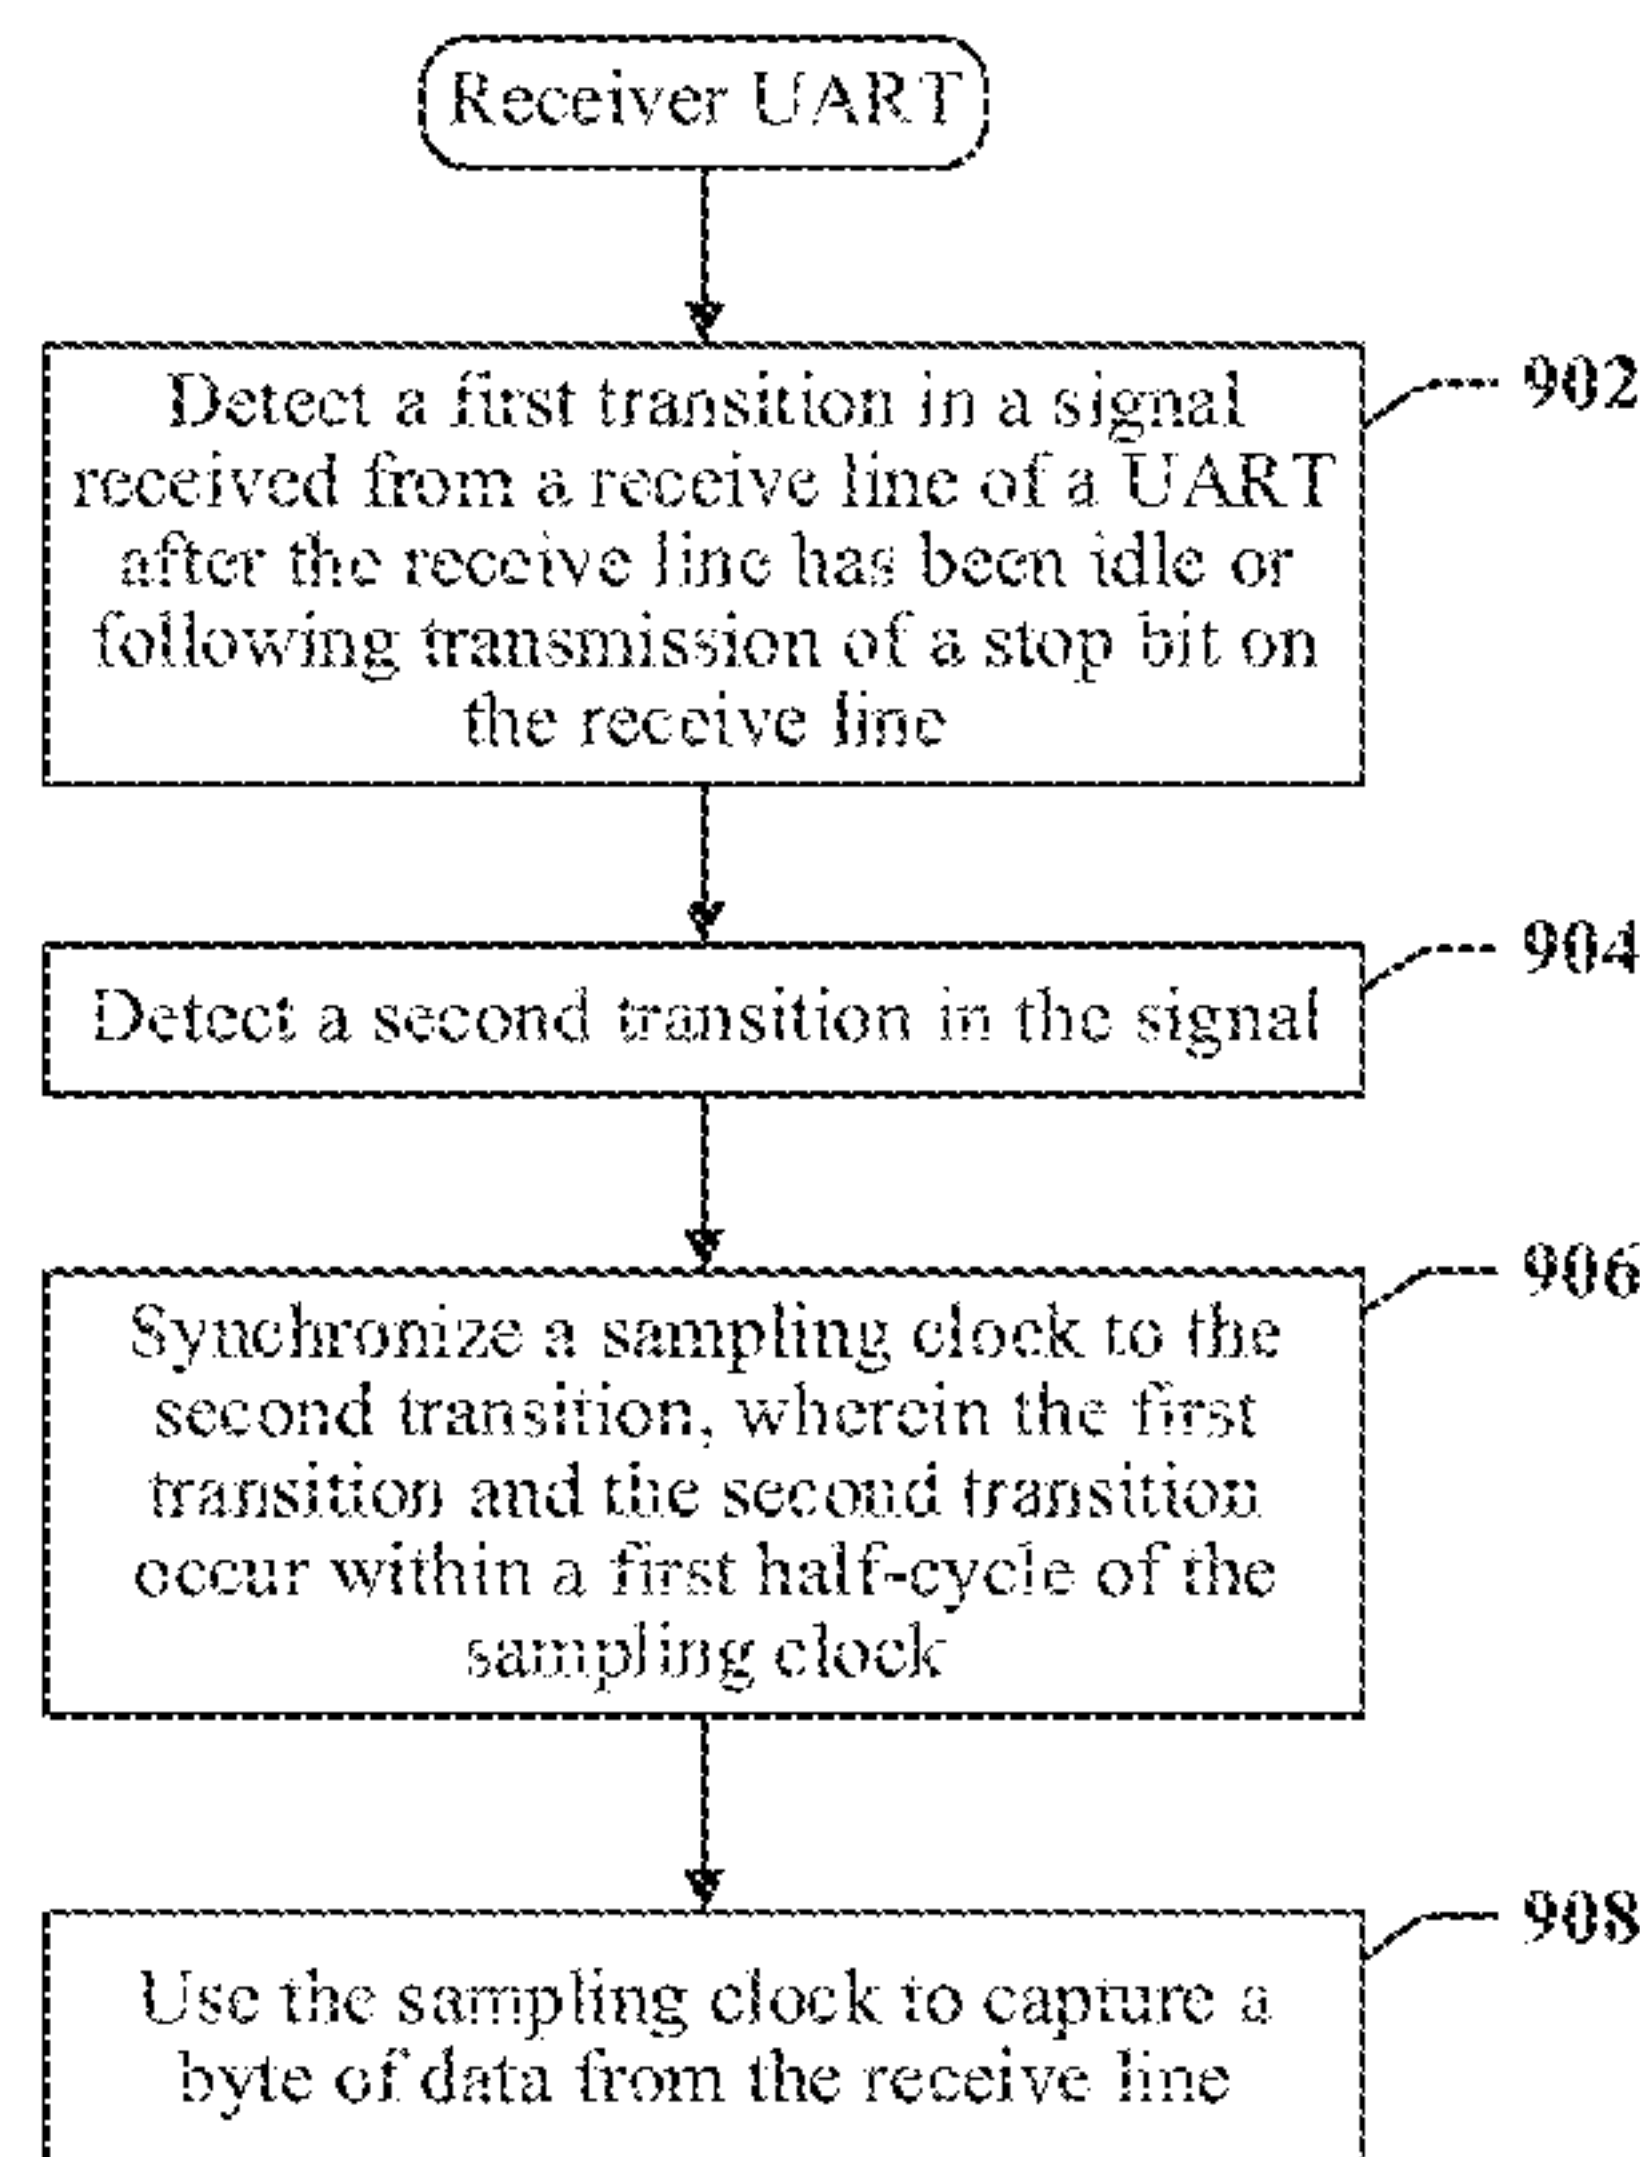 Receiver UART
Detect a first transition in a signal
received from a receive line of a UART
after the receive line has been idle or
following transmission of a stop bit on
the receive line
902
Detect a second transition in the signal
904
Synchronize a sampling clock to the
second transition, wherein the first
transition and the second transition
occur within a first half-cycle of the
sampling clock
906
Use the sampling clock to capture a
byte of data from the receive line
908